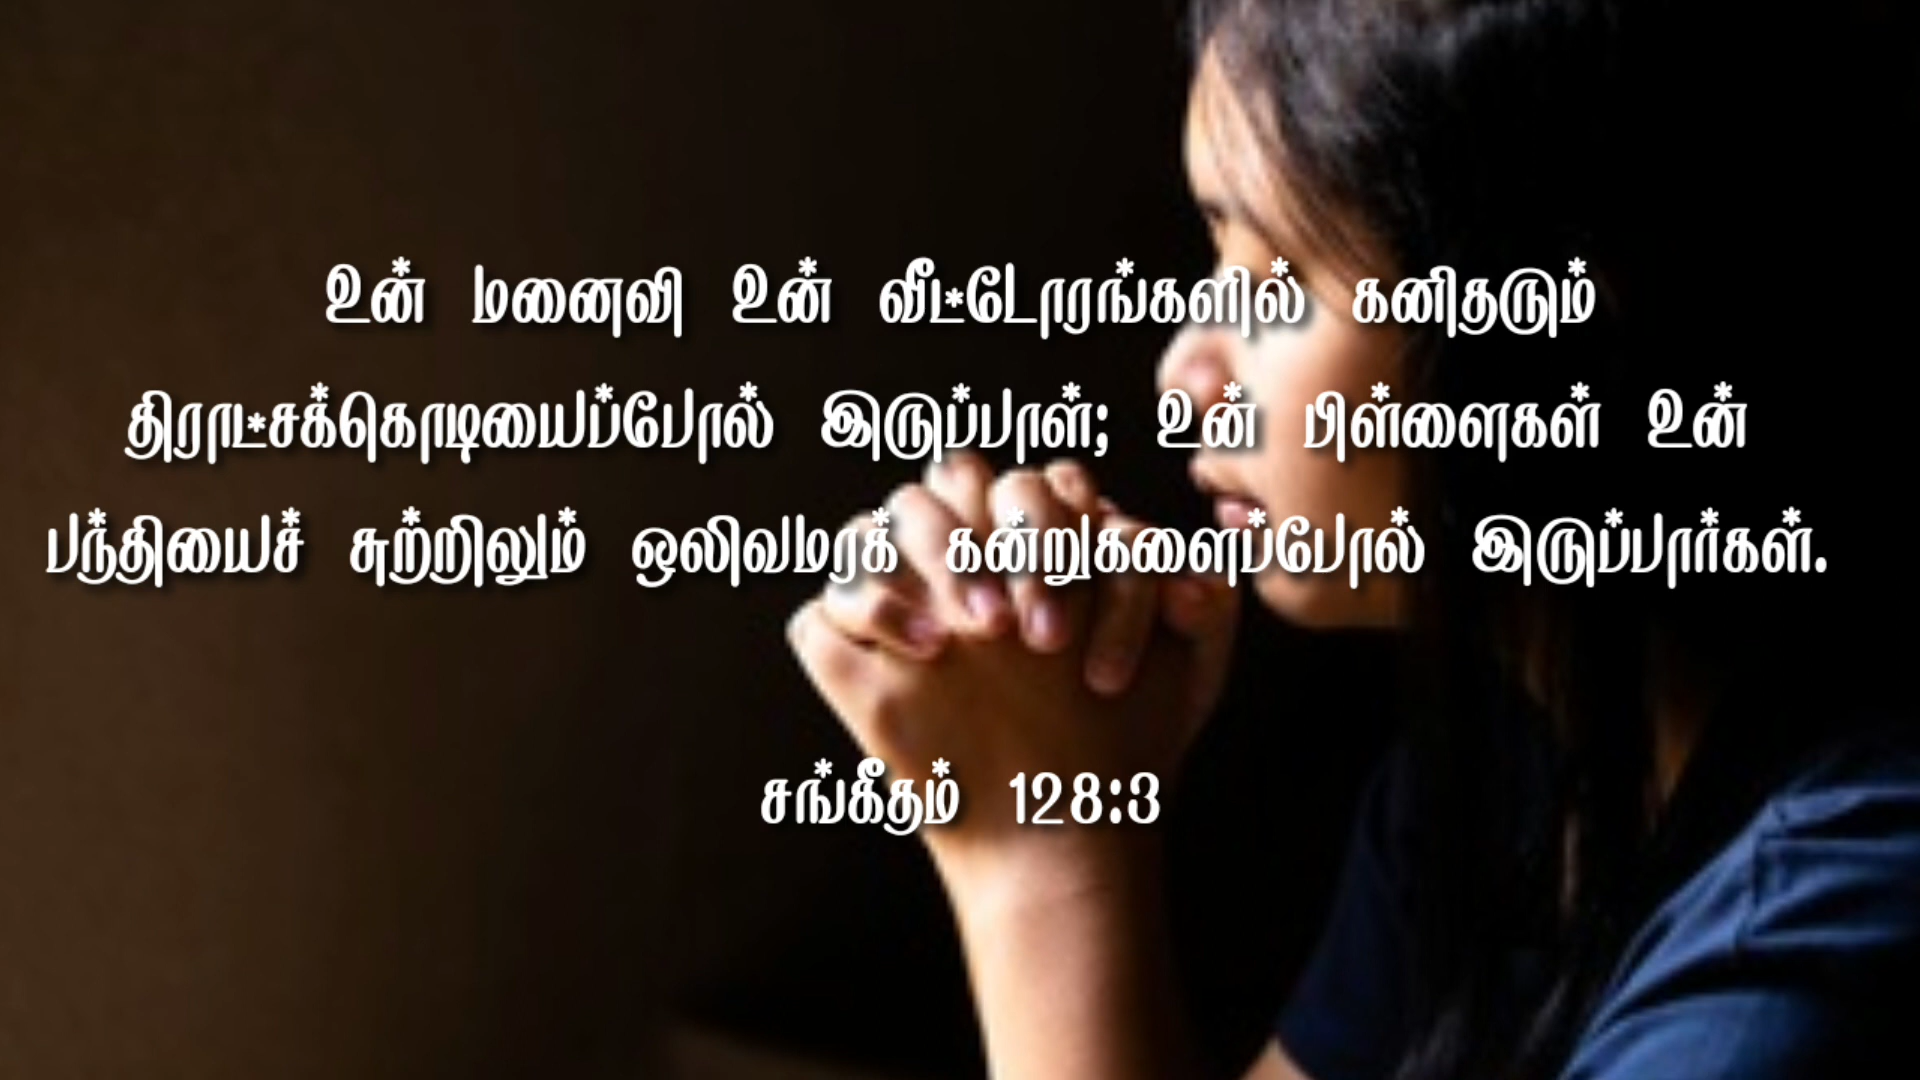 உன் மனைவி உன் வீட்டோரங்களில் கனிதரும்
திராட்சக்கொடியைப்போல் இருப்பாள்; உன் பிள்ளைகள் உன்
பந்தியைச் சுற்றிலும் ஒலிவமரக் கன்றுகளைப்போல் இருப்பார்கள்.
சங்கீதம் 128:3